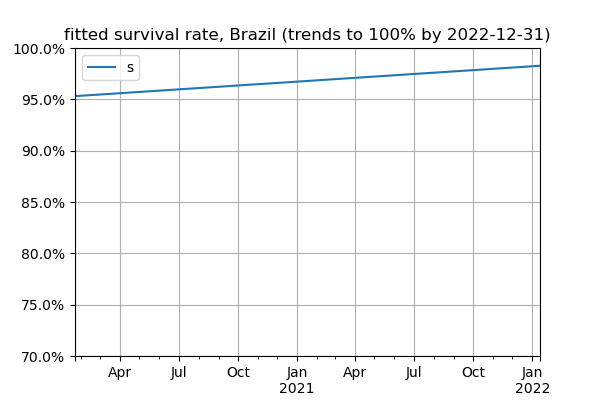 fitted survival rate, Brazil (trends to 100% by 2022-12-31)
100.0%
s
95.0%
90.0%
85.0%
80.0%
75.0%
70.0%
Apr Jul Oct Jan Apr Jul Oct Jan
2021 2022